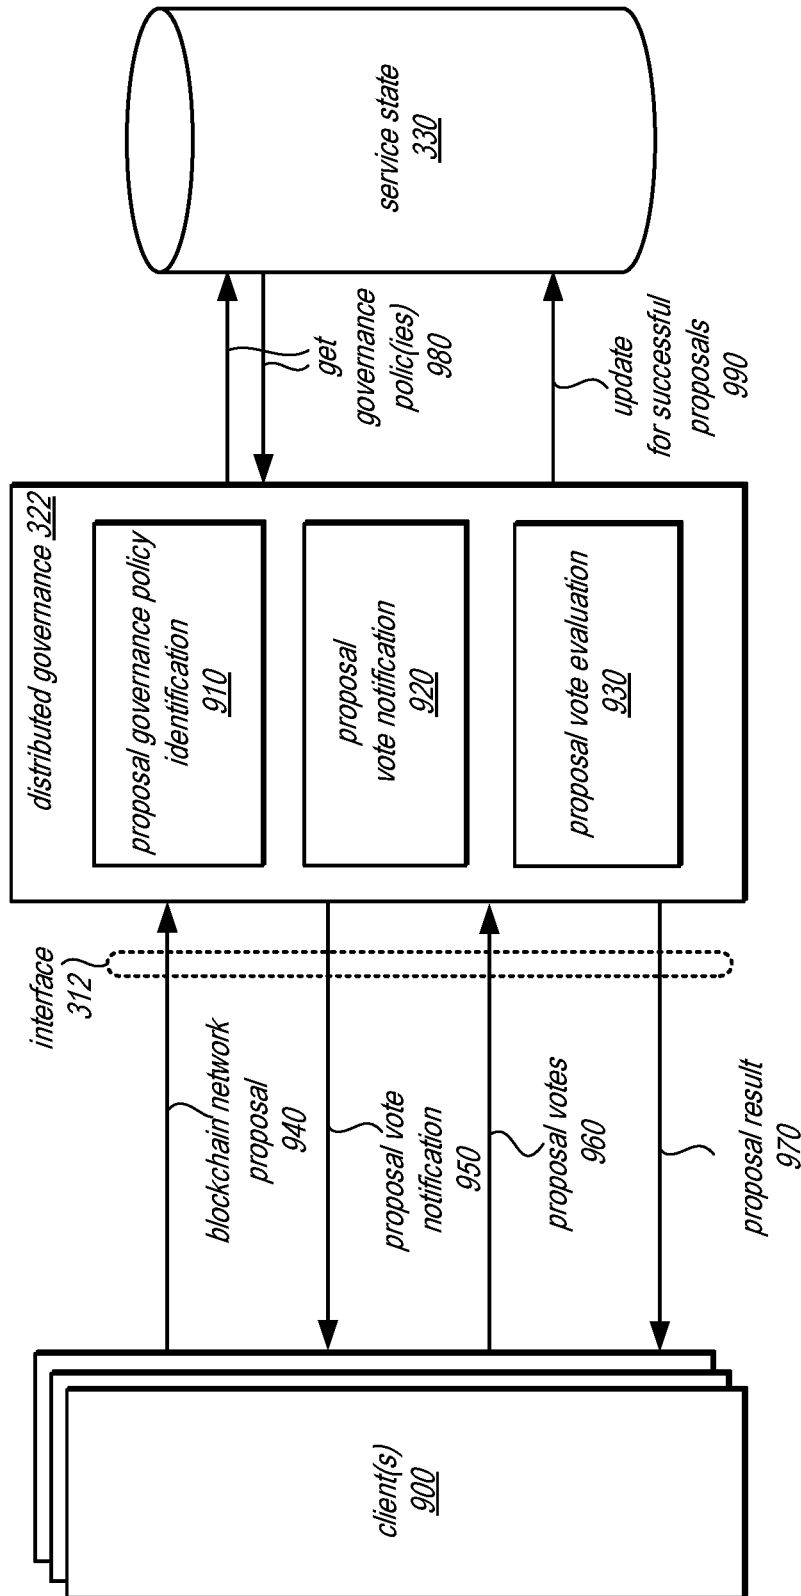 client(s)
900
interface
312
blockchain network
proposal
940
proposal vote
notification
950
proposal votes
960
proposal result
970
distributed governance 322
proposal governance policy
identification
910
proposal
vote notification
920
proposal vote evaluation
930
get
governance
polic(ies)
980
update
for successful
proposals
990
service state
330